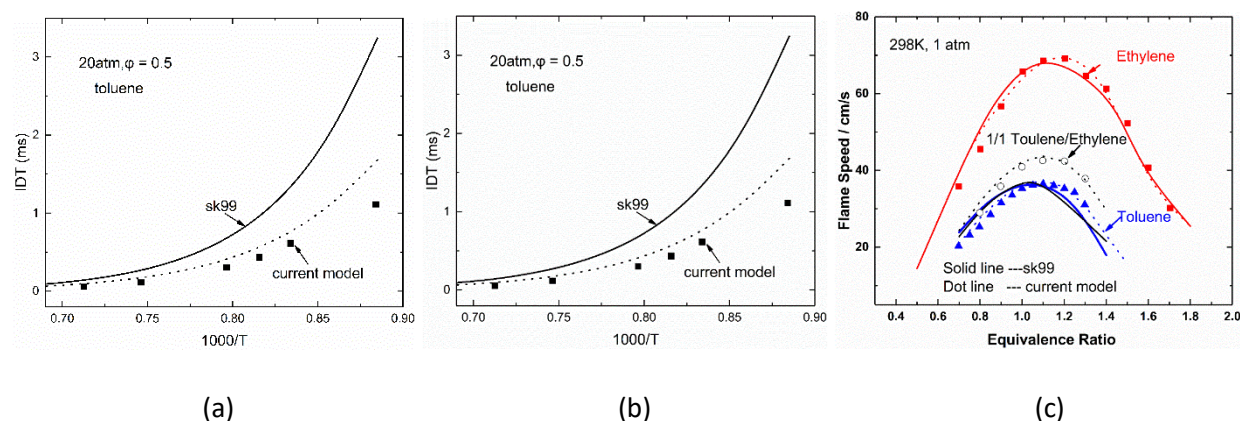 3
2
1
0
IDT (ms)
20atm,φ = 0.5
toluene
sk99
current model
0.70
0.75
0.80
0.85
0.90
1000/T
(a)
3
2
1
0
IDT (ms)
20atm,φ = 0.5
toluene
sk99
current model
0.70
0.75
0.80
0.85
0.90
1000/T
(b)
80
60
40
20
Flame Speed / cm/s
298K, 1 atm
Ethylene
1/1 Toulene/Ethylene
Toluene
Solid line ---sk99
Dot line --- current model
0.4 0.6 0.8 1.0 1.2 1.4 1.6 1.8 2.0
Equivalence Ratio
(c)